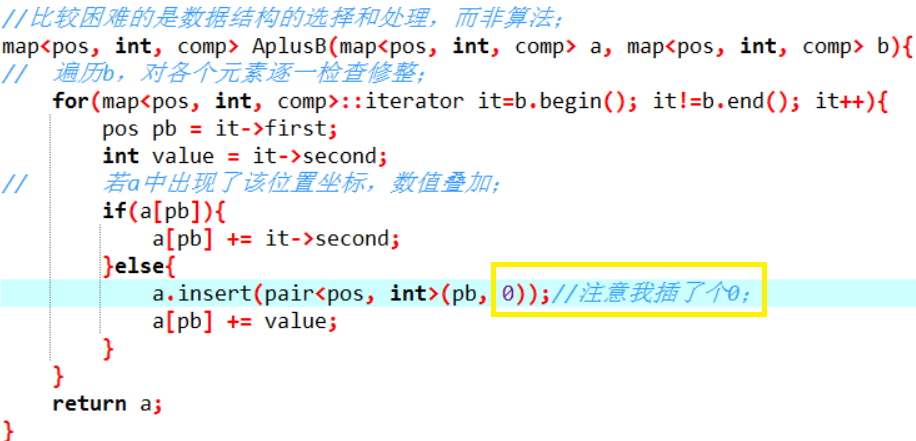 //比较困难的是数据结构的选择和处理，而非算法；
map<pos, int, comp> AplusB(map<pos, int, comp> a, map<pos, int, comp> b){
//  遍历b，对各个元素逐一检查修整；
    for(map<pos, int, comp>::iterator it=b.begin(); it!=b.end(); it++){
        pos pb = it->first;
        int value = it->second;
//      若a中出现了该位置坐标，数值叠加；
        if(a[pb]){
            a[pb] += it->second;
        }else{
            a.insert(pair<pos, int>(pb, 0));//注意我插了个0；
            a[pb] += value;
        }
    }
    return a;
}